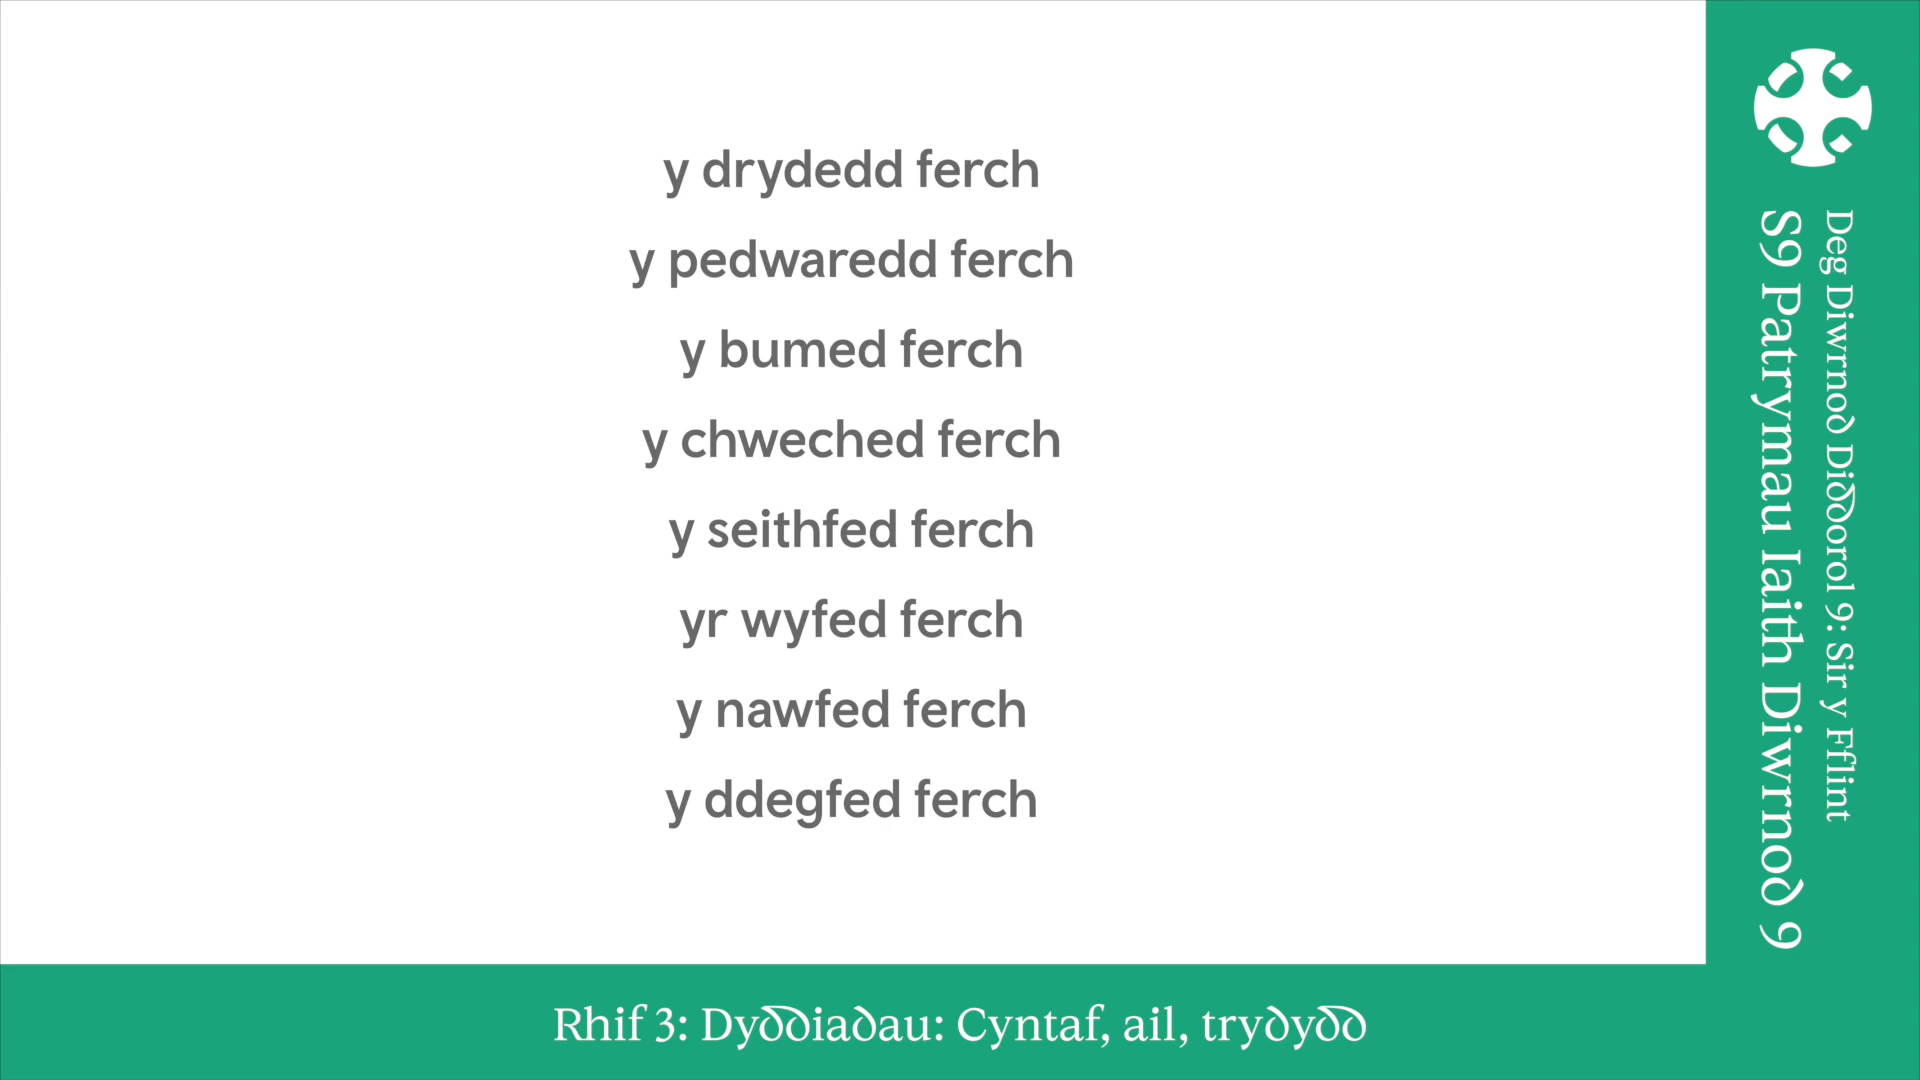 y drydedd ferch
y pedwaredd ferch
y bumed ferch
y chweched ferch
y seithfed ferch
yr wyfed ferch
y nawfed ferch
y ddegfed ferch
Deg Diwrnod Diddorol 9: Sir y Fflint
S9 Patrymau Iaith Diwrnod 9
Rhif 3: Dyddiadau: Cyntaf, ail, trydydd